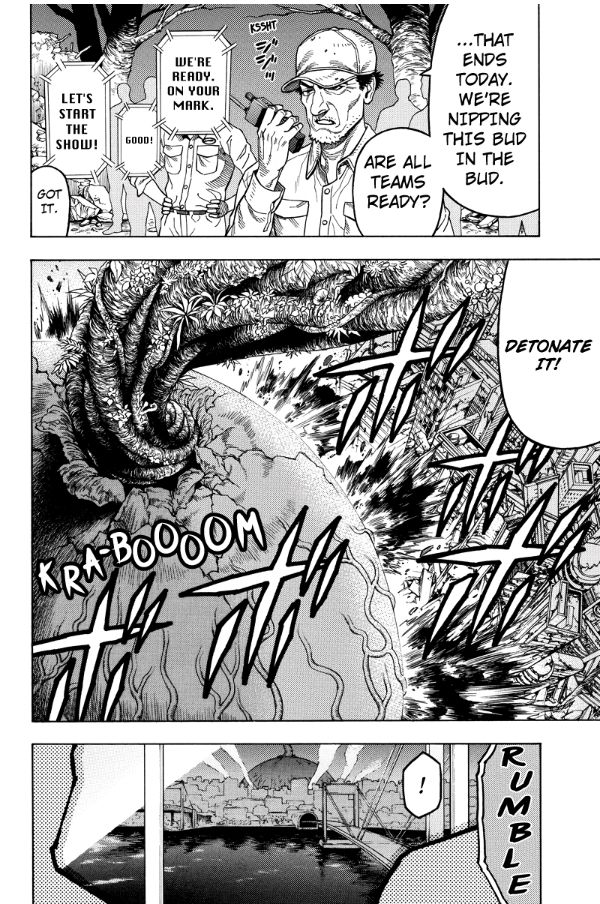 ...THAT
ENDS
TODAY.
WE'RE
NIPPING
THIS BUD
IN THE
BUD.
ARE ALL
TEAMS
READY?
KSSHT
WE'RE
READY.
ON YOUR
MARK.
GOOD!
LET'S
START
THE
SHOW!
GOT
IT.
DETONATE
IT!
KRA-BOOOOM
RUMBLE
!